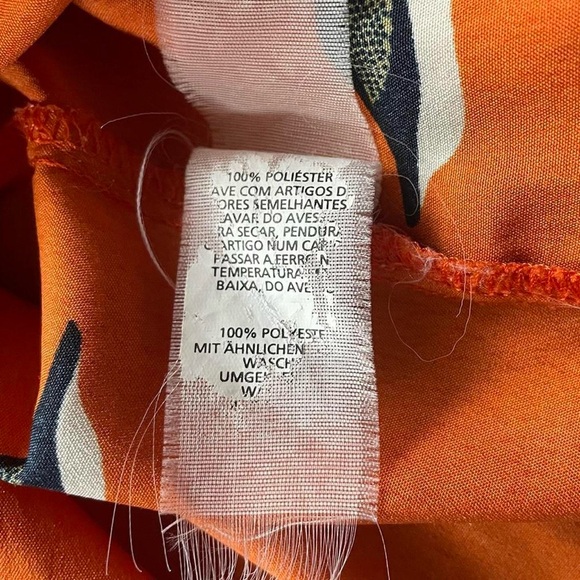 100% POLIÉSTER
AVE COM ARTIGOS D
ORES SEMELHANTES
AVAR DO AVES
RA SECAR, PENDURA
ARTIGO NUM CA
PASSAR A FERRO N
TEMPERATURA
BAIXA, DO AVE
100% POLYESTE
MIT ÄHNLICHEN
WASCH
UMGE
W